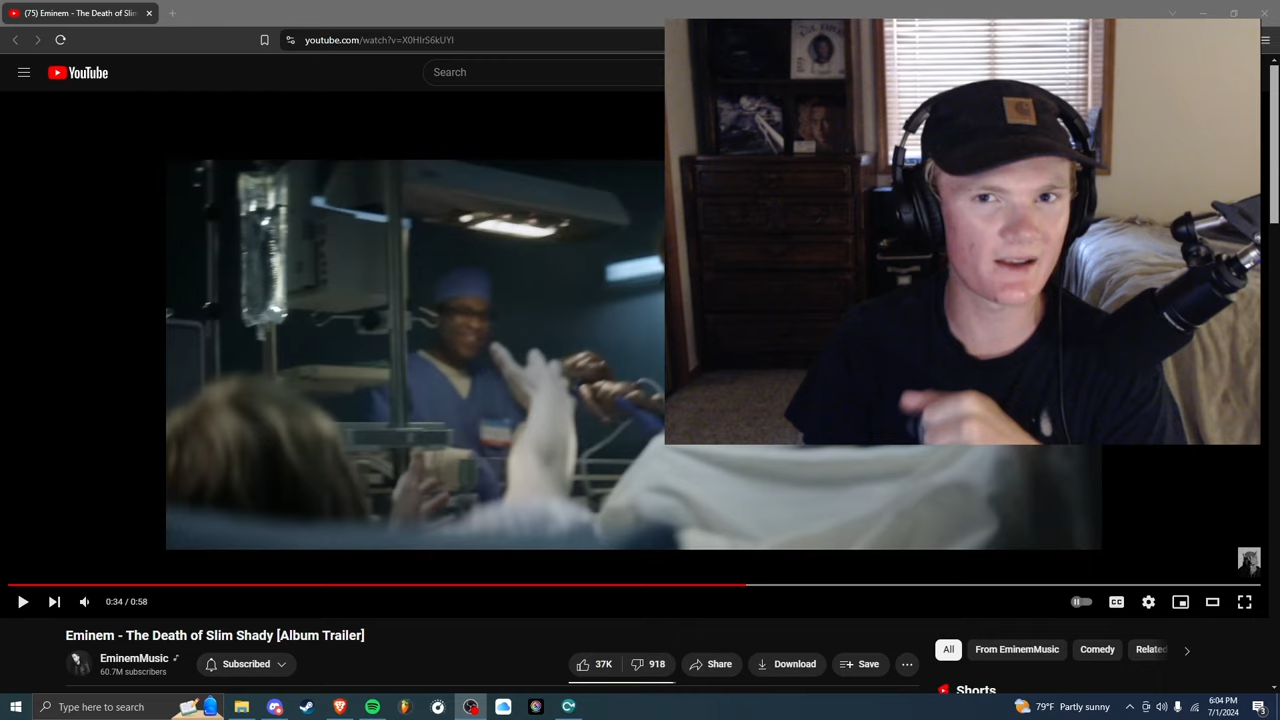 (75) Eminem - The Death of Slim
youtube.com
X0HIrS6kUY
YouTube
Search
0:34 / 0:58
CC
Eminem - The Death of Slim Shady [Album Trailer]
EminemMusic
60.7M subscribers
Subscribed
37K
918
Share
Download
Save
All
From EminemMusic
Comedy
Related
Shorts
Type here to search
79°F Partly sunny
6:04 PM
7/1/2024